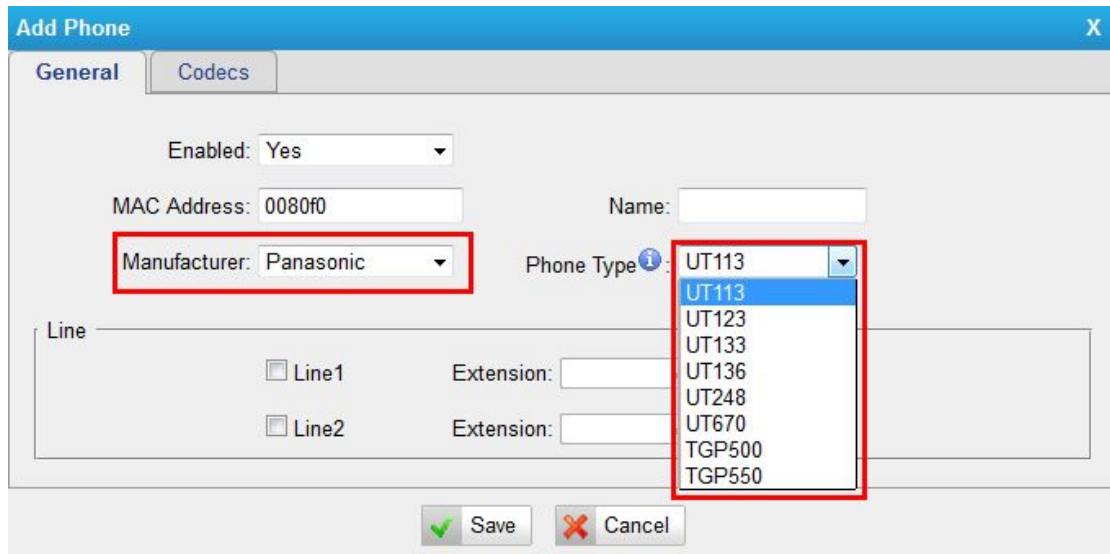 Add Phone X
General Codecs
Enabled: Yes
MAC Address: 0080f0 Name:
Manufacturer: Panasonic Phone Type i : UT113
UT113
UT123
UT133
UT136
UT248
UT670
TGP500
TGP550
Line
Line1 Extension:
Line2 Extension:
Save Cancel